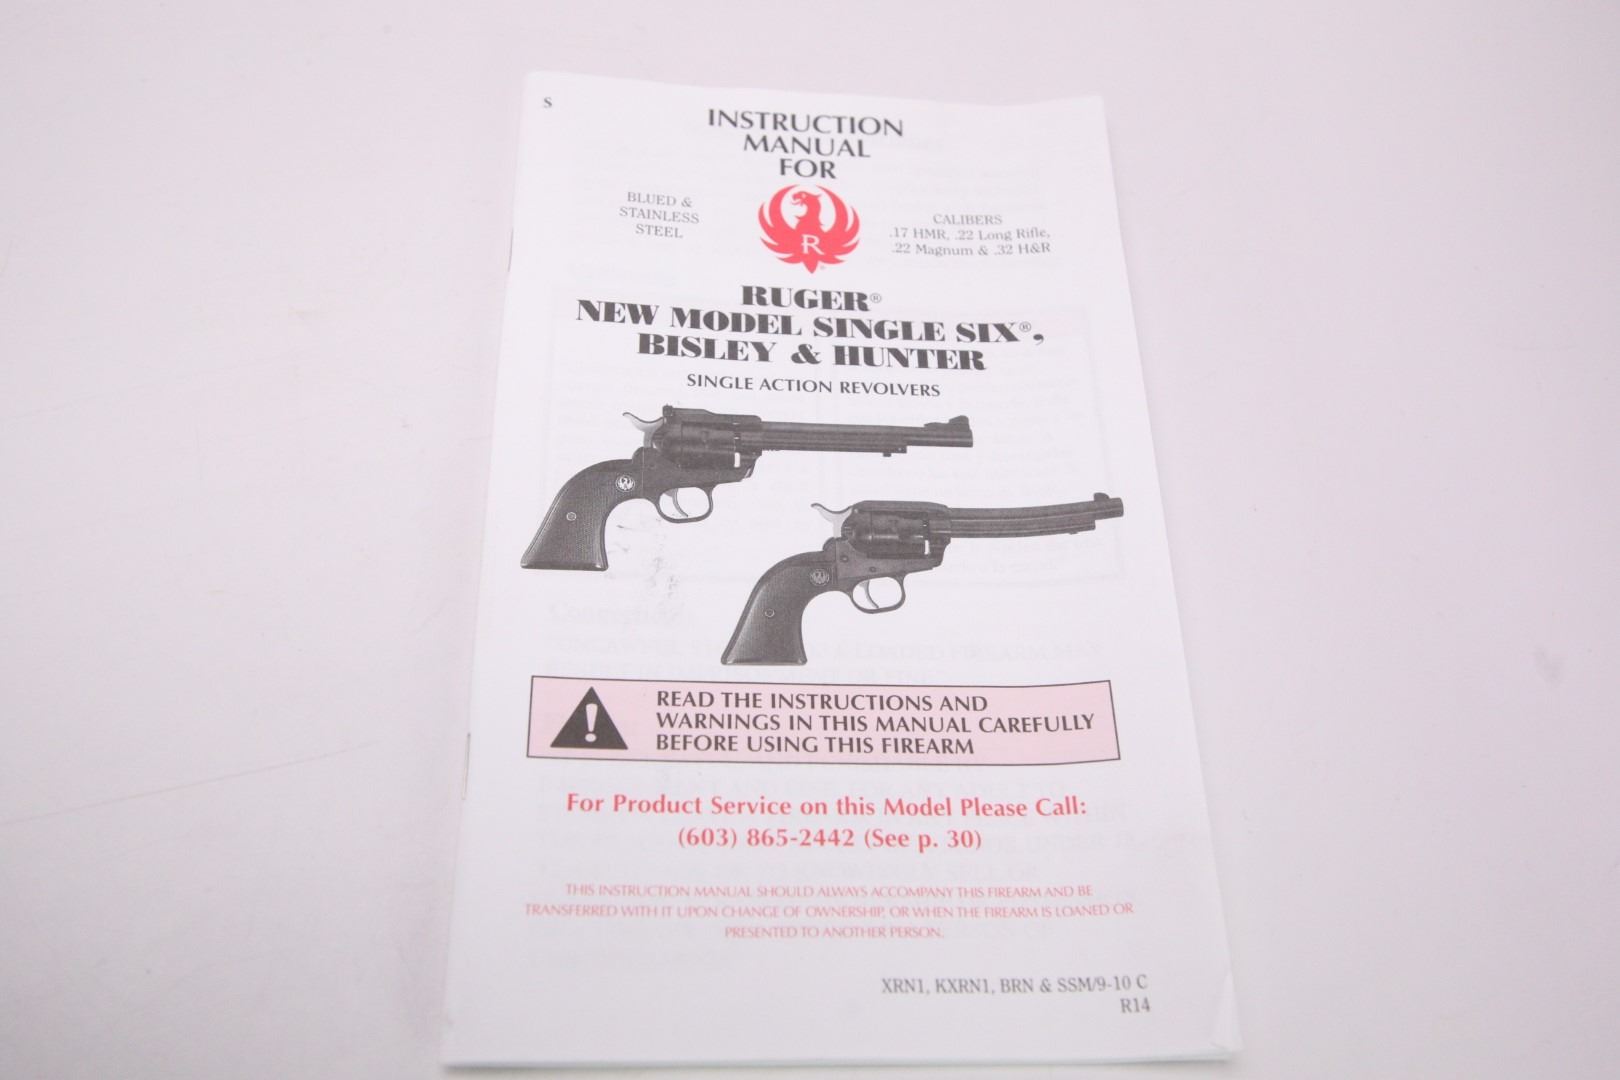 S
INSTRUCTION
MANUAL
FOR
BLUED &
STAINLESS
STEEL
R
CALIBERS
.17 HMR, .22 Long Rifle,
.22 Magnum & .32 H&R
RUGER®
NEW MODEL SINGLE SIX®,
BISLEY & HUNTER
SINGLE ACTION REVOLVERS
READ THE INSTRUCTIONS AND
WARNINGS IN THIS MANUAL CAREFULLY
BEFORE USING THIS FIREARM
For Product Service on this Model Please Call:
(603) 865-2442 (See p. 30)
THIS INSTRUCTION MANUAL SHOULD ALWAYS ACCOMPANY THIS FIREARM AND BE
TRANSFERRED WITH IT UPON CHANGE OF OWNERSHIP, OR WHEN THE FIREARM IS LOANED OR
PRESENTED TO ANOTHER PERSON.
XRN1, KXRN1, BRN & SSM/9-10 C
R14